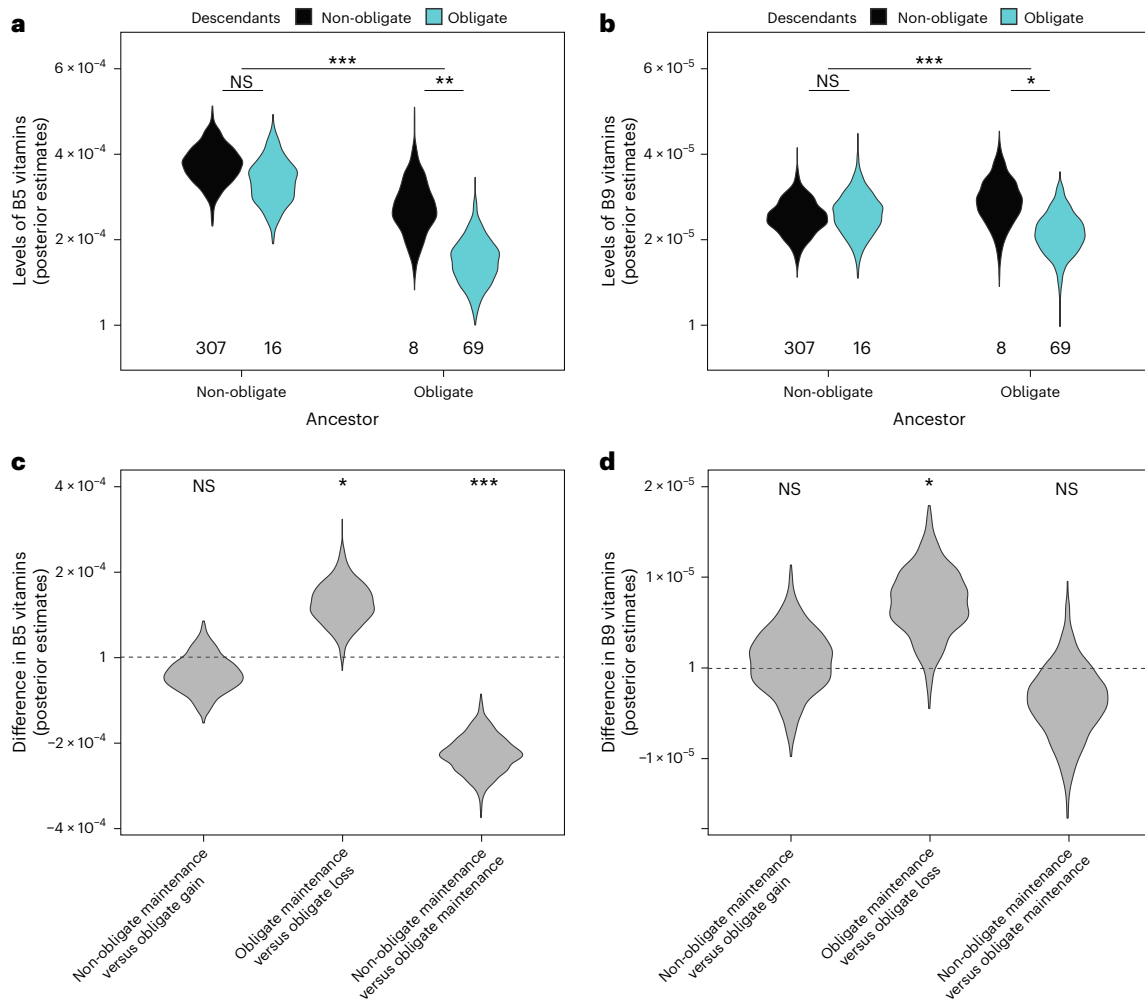 a
Descendants Non-obligate Obligate
6 × 10⁻⁴
4 × 10⁻⁴
2 × 10⁻⁴
1
Levels of B5 vitamins
(posterior estimates)
***
NS
**
307 16 8 69
Non-obligate Obligate
Ancestor
b
Descendants Non-obligate Obligate
6 × 10⁻⁵
4 × 10⁻⁵
2 × 10⁻⁵
1
Levels of B9 vitamins
(posterior estimates)
***
NS
*
307 16 8 69
Non-obligate Obligate
Ancestor
c
4 × 10⁻⁴
2 × 10⁻⁴
1
−2 × 10⁻⁴
−4 × 10⁻⁴
Difference in B5 vitamins
(posterior estimates)
NS * ***
Non-obligate maintenance
versus obligate gain
Obligate maintenance
versus obligate loss
Non-obligate maintenance
versus obligate maintenance
d
2 × 10⁻⁵
1 × 10⁻⁵
1
−1 × 10⁻⁵
Difference in B9 vitamins
(posterior estimates)
NS * NS
Non-obligate maintenance
versus obligate gain
Obligate maintenance
versus obligate loss
Non-obligate maintenance
versus obligate maintenance